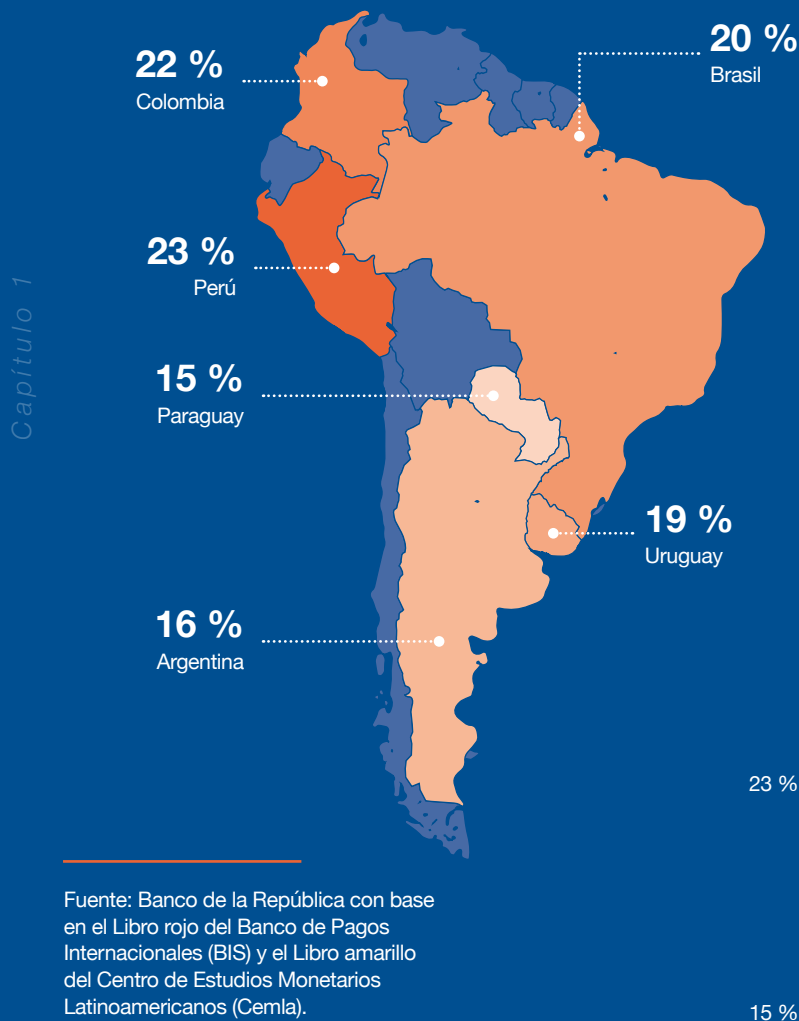 20 %
Brasil
22 %
Colombia
23 %
Perú
Capítulo 1
15 %
Paraguay
19 %
Uruguay
16 %
Argentina
23 %
Fuente: Banco de la República con base
en el Libro rojo del Banco de Pagos
Internacionales (BIS) y el Libro amarillo
del Centro de Estudios Monetarios
Latinoamericanos (Cemla).
15 %